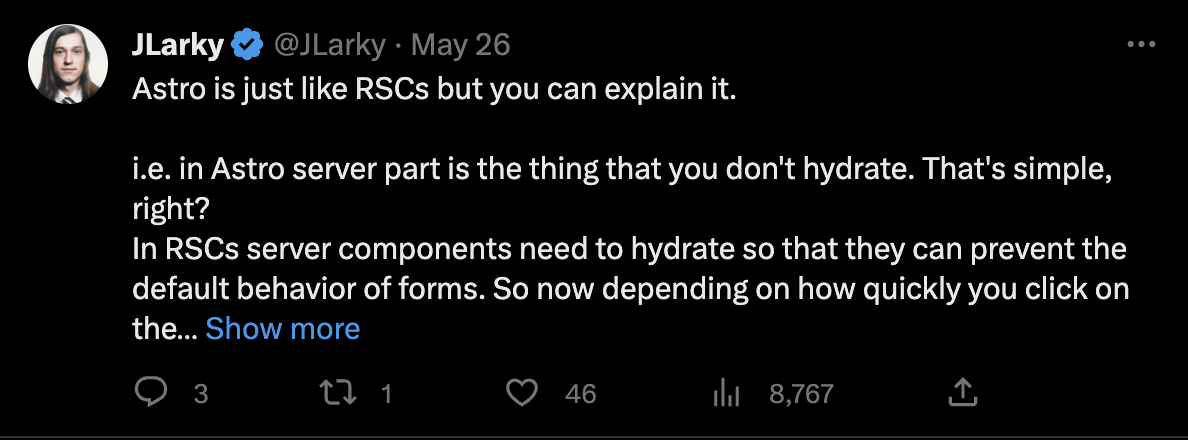 JLarky @JLarky · May 26
Astro is just like RSCs but you can explain it.
i.e. in Astro server part is the thing that you don't hydrate. That's simple,
right?
In RSCs server components need to hydrate so that they can prevent the
default behavior of forms. So now depending on how quickly you click on
the... Show more
3 1 46 8,767